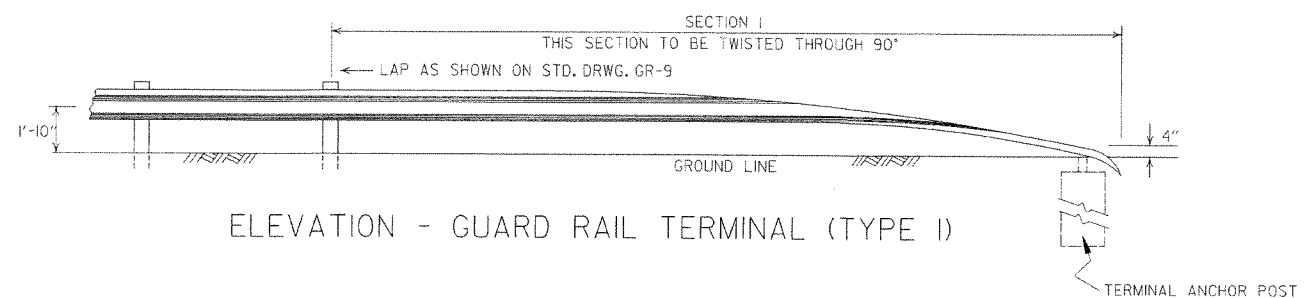 SECTION I
THIS SECTION TO BE TWISTED THROUGH 90°
LAP AS SHOWN ON STD. DRWG. GR-9
1'-10"
4"
GROUND LINE
ELEVATION - GUARD RAIL TERMINAL (TYPE I)
TERMINAL ANCHOR POST